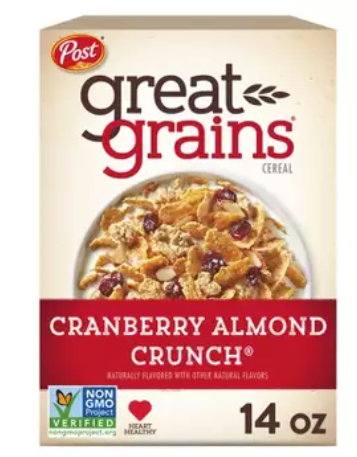 Post
great
grains®
CEREAL
CRANBERRY ALMOND
CRUNCH®
NATURALLY FLAVORED WITH OTHER NATURAL FLAVORS
NON
GMO
Project
VERIFIED
nongmoproject.org
HEART
HEALTHY
14 oz